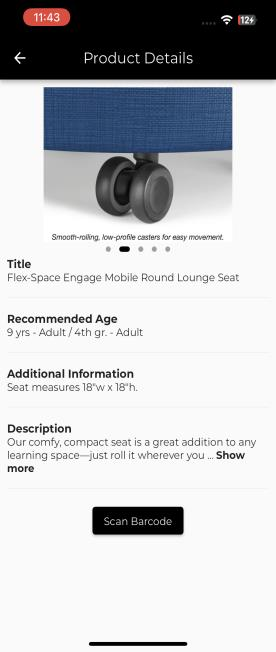 11:43
12
Product Details
Smooth-rolling, low-profile casters for easy movement.
Title
Flex-Space Engage Mobile Round Lounge Seat
Recommended Age
9 yrs - Adult / 4th gr. - Adult
Additional Information
Seat measures 18"w x 18"h.
Description
Our comfy, compact seat is a great addition to any
learning space—just roll it wherever you ... Show
more
Scan Barcode